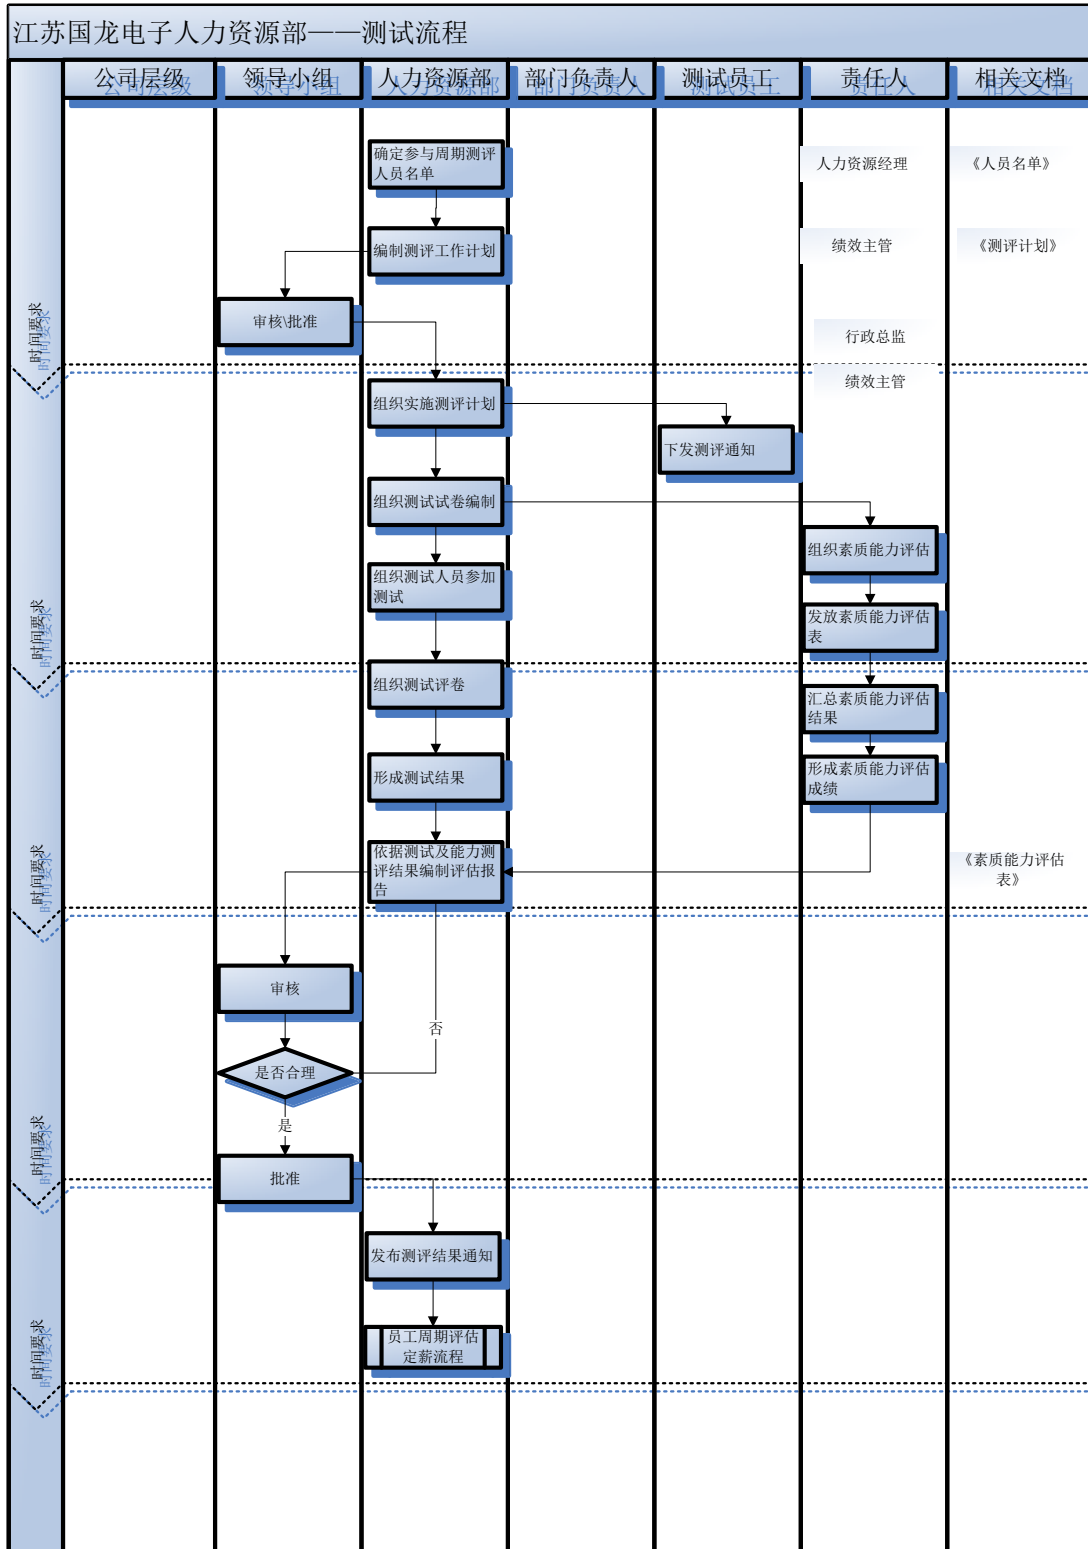 江苏国龙电子人力资源部——测试流程
公司层级
领导小组
人力资源部
部门负责人
测试员工
责任人
相关文档
确定参与周期测评
人员名单
人力资源经理
《人员名单》
编制测评工作计划
绩效主管
《测评计划》
时间要求
审核\批准
行政总监
绩效主管
组织实施测评计划
下发测评通知
组织测试试卷编制
组织素质能力评估
组织测试人员参加
测试
时间要求
发放素质能力评估
表
组织测试评卷
汇总素质能力评估
结果
形成测试结果
形成素质能力评估
成绩
时间要求
依据测试及能力测
评结果编制评估报
告
《素质能力评估
表》
审核
否
是否合理
是
时间要求
批准
发布测评结果通知
时间要求
员工周期评估
定薪流程